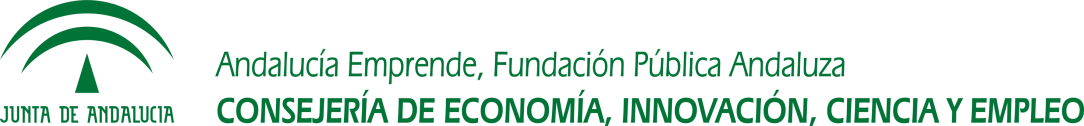 JUNTA DE ANDALUCIA
Andalucía Emprende, Fundación Pública Andaluza
CONSEJERÍA DE ECONOMÍA, INNOVACIÓN, CIENCIA Y EMPLEO